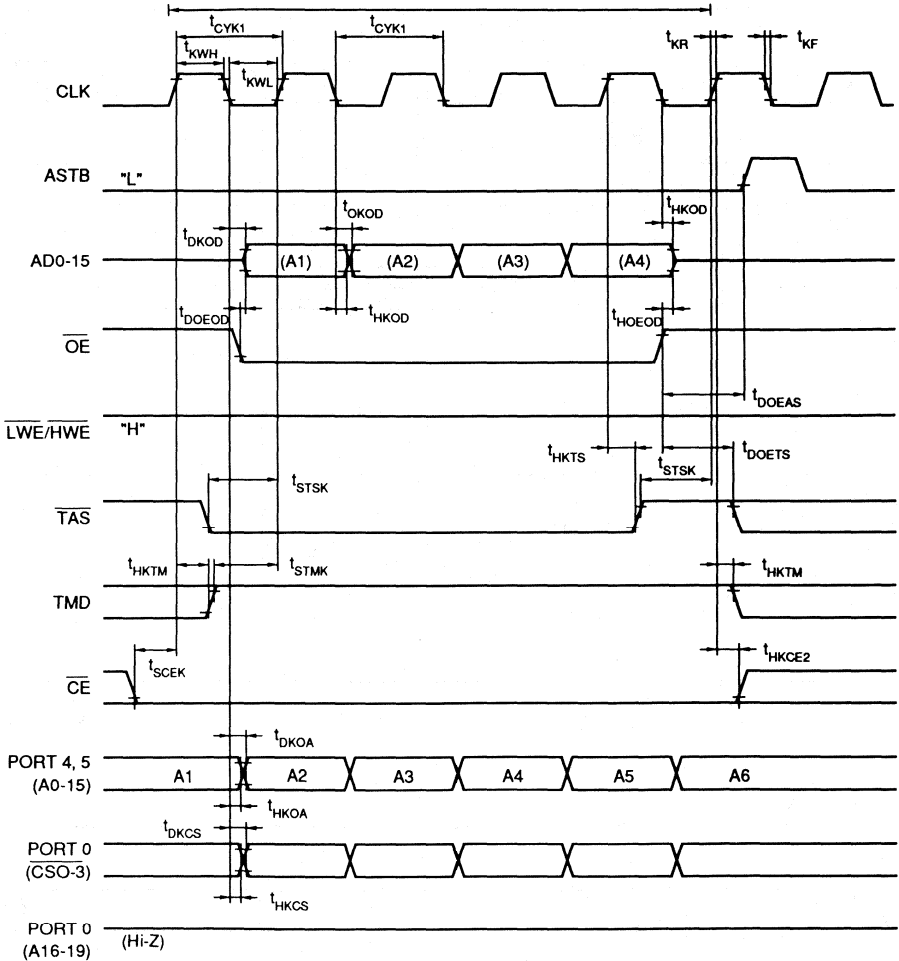 tCYK1 tCYK1 tKR tKF
tKWH
tKWL
CLK
ASTB "L"
tOKOD tHKOD
tDKOD
AD0-15 (A1) (A2) (A3) (A4)
tDOEOD tHKOD tHOEOD
OE
tDOEAS
LWE/HWE "H"
tHKTS tDOETS
tSTSK tSTSK
TAS
tHKTM tSTMK tHKTM
TMD
tSCEK tHKCE2
CE
tDKOA
PORT 4, 5 A1 A2 A3 A4 A5 A6
(A0-15)
tHKOA
tDKCS
PORT 0
(CSO-3)
tHKCS
PORT 0 (Hi-Z)
(A16-19)